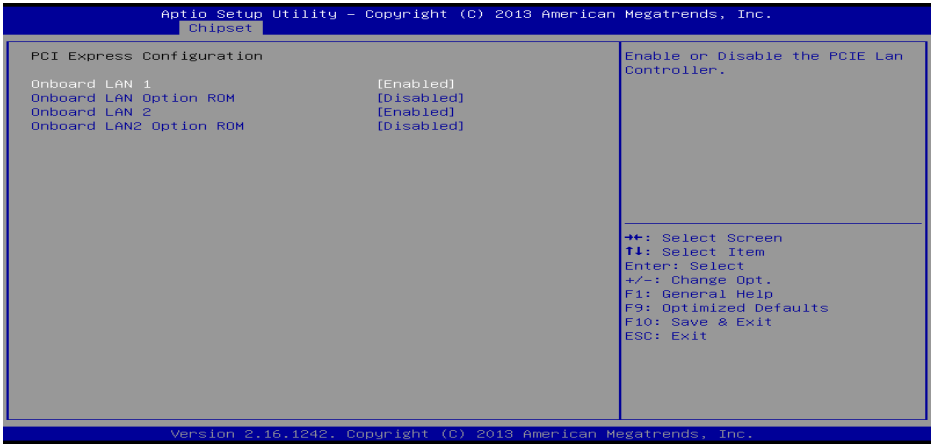 Aptio Setup Utility – Copyright (C) 2013 American Megatrends, Inc.
Chipset
PCI Express Configuration
Onboard LAN 1 [Enabled]
Onboard LAN Option ROM [Disabled]
Onboard LAN 2 [Enabled]
Onboard LAN2 Option ROM [Disabled]
Enable or Disable the PCIE Lan
Controller.
→←: Select Screen
↑↓: Select Item
Enter: Select
+/-: Change Opt.
F1: General Help
F9: Optimized Defaults
F10: Save & Exit
ESC: Exit
Version 2.16.1242. Copyright (C) 2013 American Megatrends, Inc.